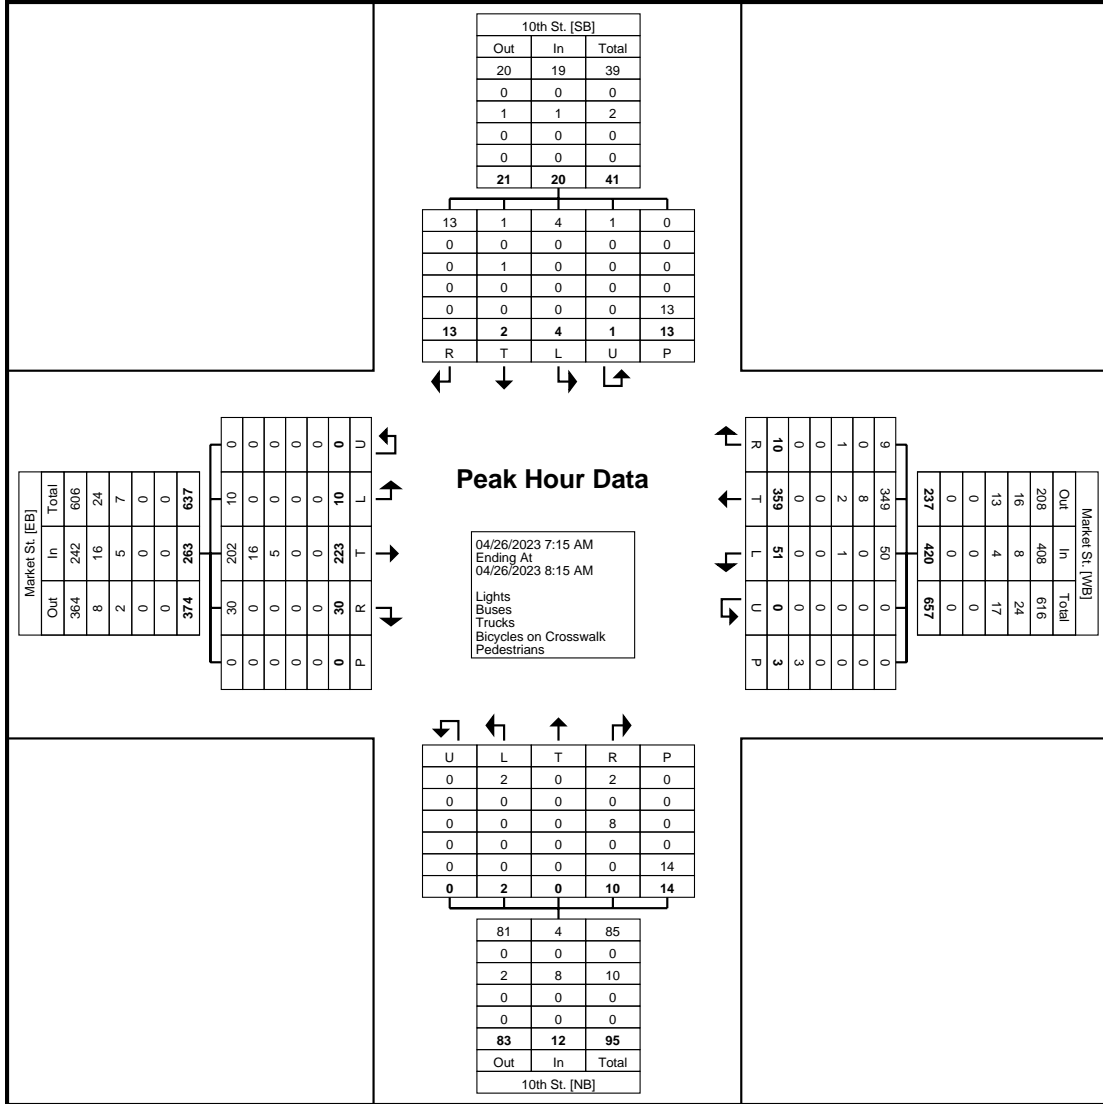 10th St. [SB]
Out In Total
20 19 39
0 0 0
1 1 2
0 0 0
0 0 0
21 20 41
13 1 4 1 0
0 0 0 0 0
0 1 0 0 0
0 0 0 0 0
0 0 0 0 13
13 2 4 1 13
R T L U P
Market St. [EB]
Total In Out
606 242 364
24 16 8
7 5 2
0 0 0
0 0 0
637 263 374
0 10 202 30 0
0 0 16 0 0
0 0 5 0 0
0 0 0 0 0
0 0 0 0 0
0 10 223 30 0
U L T R P
Peak Hour Data
04/26/2023 7:15 AM
Ending At
04/26/2023 8:15 AM
Lights
Buses
Trucks
Bicycles on Crosswalk
Pedestrians
R T L U P
10 359 51 0 3
0 0 0 0 3
0 0 0 0 0
1 2 1 0 0
0 8 0 0 0
9 349 50 0 0
Market St. [WB]
Out In Total
208 408 616
16 8 24
13 4 17
0 0 0
0 0 0
237 420 657
U L T R P
0 2 0 2 0
0 0 0 0 0
0 0 0 8 0
0 0 0 0 0
0 0 0 0 14
0 2 0 10 14
81 4 85
0 0 0
2 8 10
0 0 0
0 0 0
83 12 95
Out In Total
10th St. [NB]